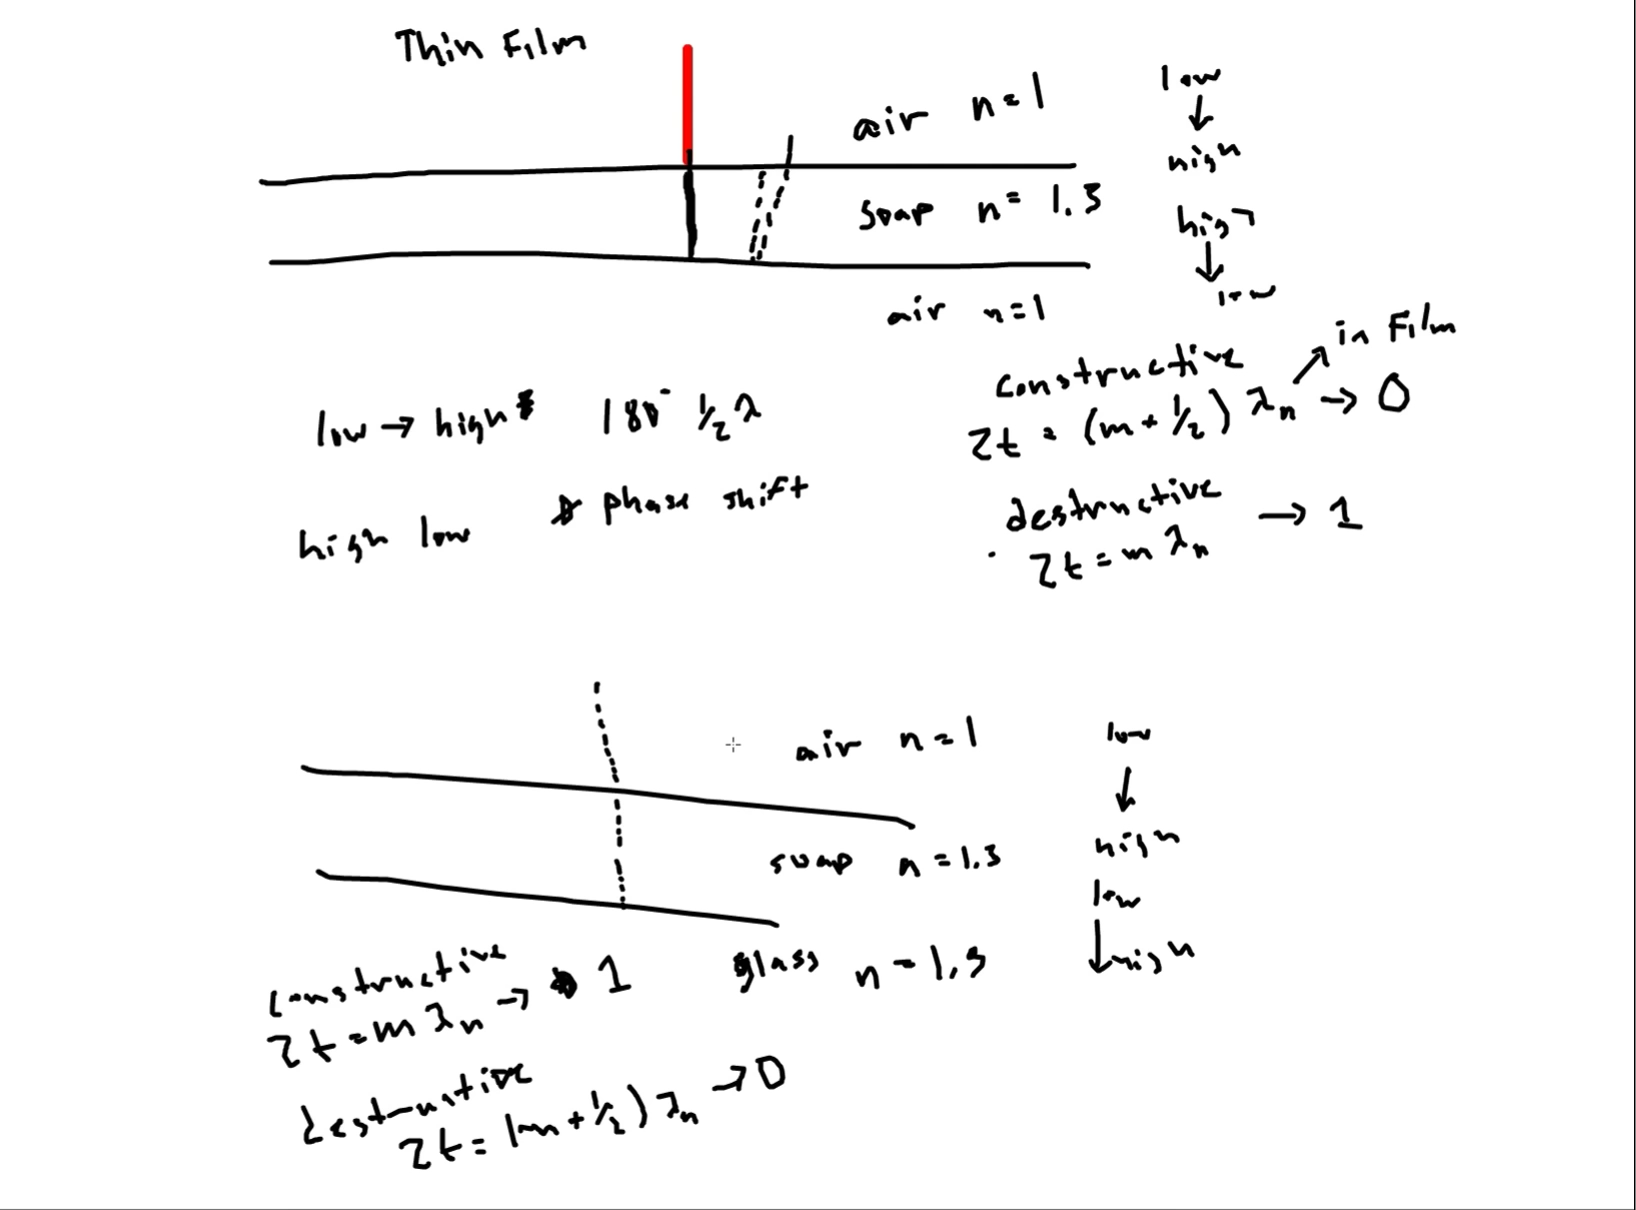 Thin Film
air n=1
soap n= 1.3
air n=1
low
↓
high
high
↓
low
low → high 180° ½ λ
high low phase shift
constructive ↗ in Film
2t = (m + ½) λn → 0
destructive → 1
2t = m λn
air n=1
soap n=1.3
glass n=1.5
low
↓
high
low
↓ high
constructive
2t = m λn → 1
destructive
2t = (m + ½) λn → 0